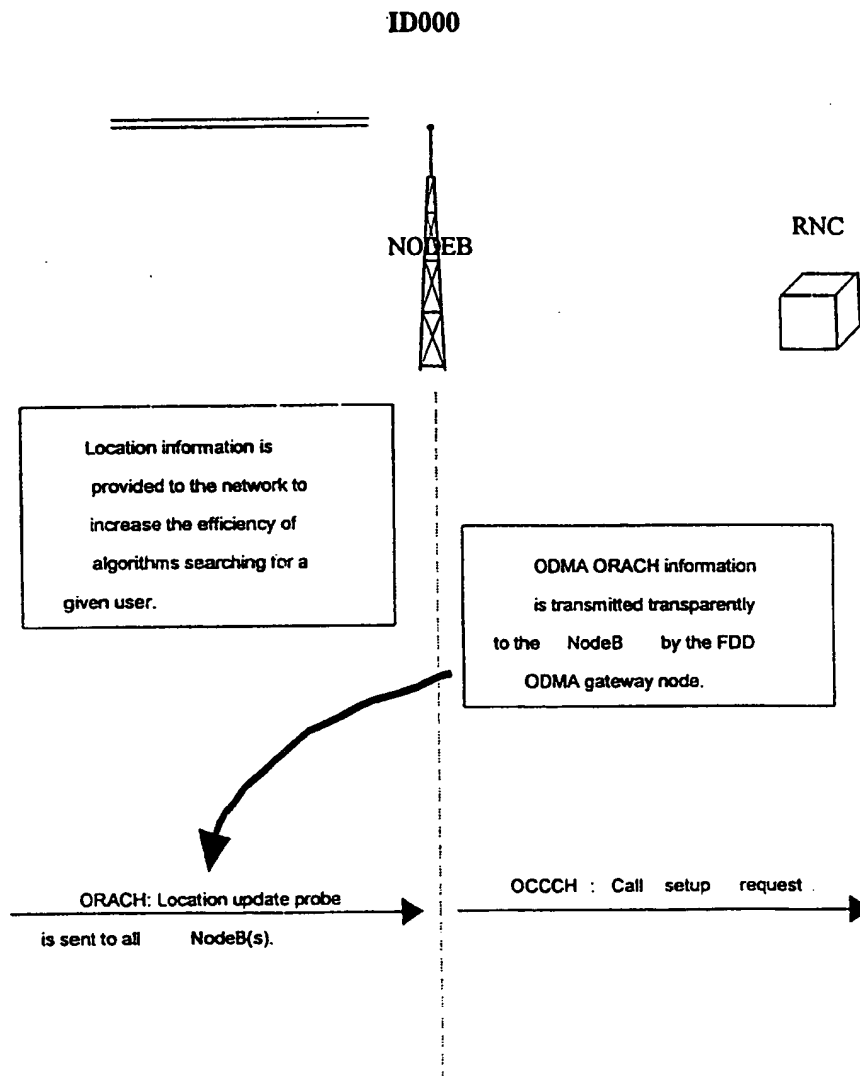 ID000
NODEB
RNC
Location information is
provided to the network to
increase the efficiency of
algorithms searching for a
given user.
ODMA ORACH information
is transmitted transparently
to the NodeB by the FDD
ODMA gateway node.
ORACH: Location update probe
is sent to all NodeB(s).
OCCCH : Call setup request